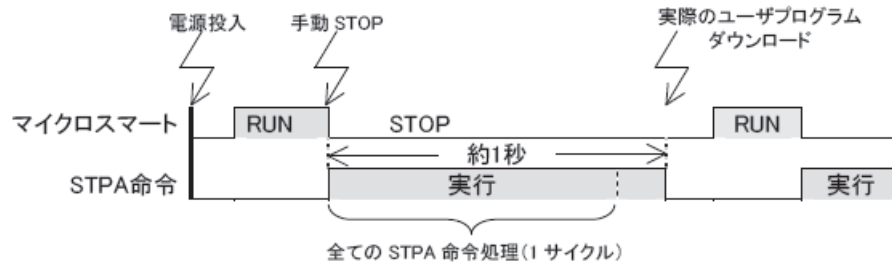 電源投入
手動 STOP
実際のユーザプログラム
ダウンロード
マイクロスマート
RUN
STOP
RUN
約1秒
STPA命令
実行
実行
全ての STPA 命令処理(1 サイクル)